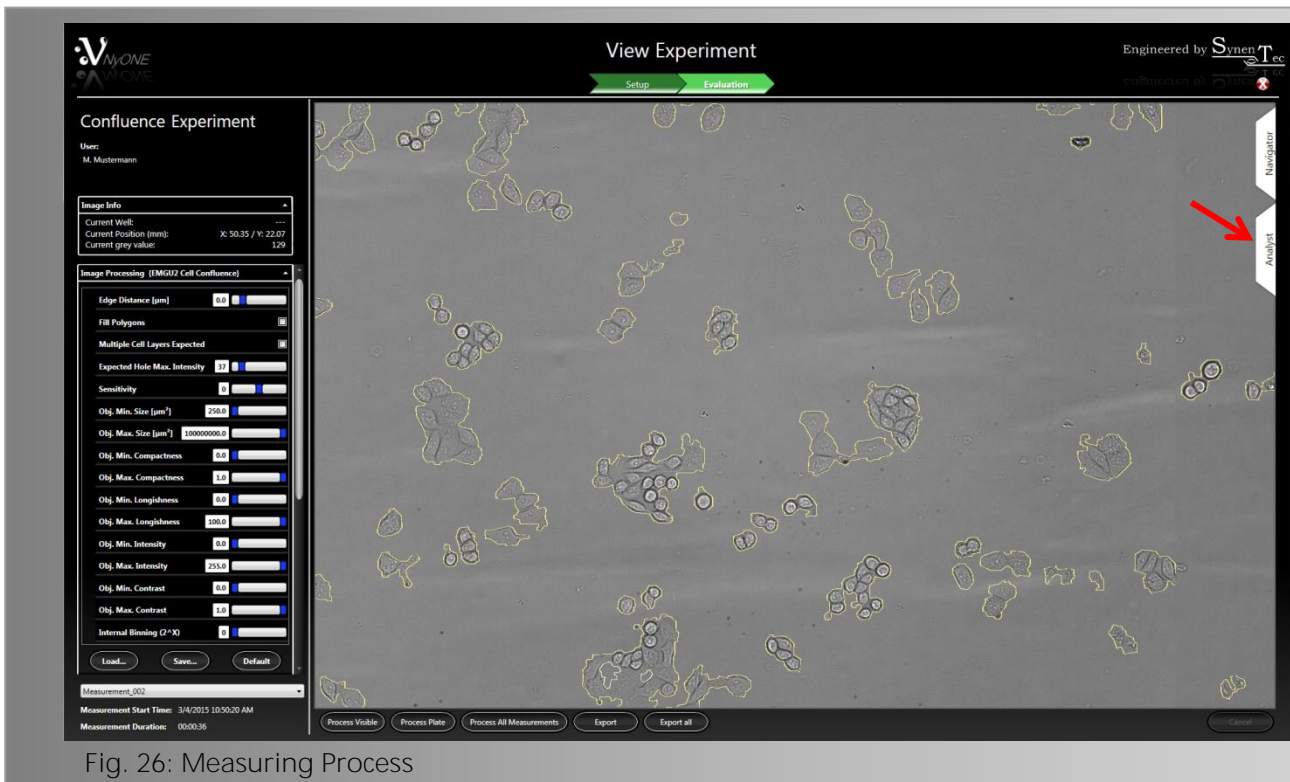 NyONE
View Experiment
Engineered by SynenTec
Setup
Evaluation
Confluence Experiment
User:
M. Mustermann
Image Info
Current Well: ---
Current Position (mm): X: 50.35 / Y: 22.07
Current grey value: 129
Image Processing (EMGU2 Cell Confluence)
Edge Distance [µm] 0.0
Fill Polygons
Multiple Cell Layers Expected
Expected Hole Max. Intensity 37
Sensitivity 0
Obj. Min. Size [µm²] 250.0
Obj. Max. Size [µm²] 100000000.0
Obj. Min. Compactness 0.0
Obj. Max. Compactness 1.0
Obj. Min. Longishness 0.0
Obj. Max. Longishness 100.0
Obj. Min. Intensity 0.0
Obj. Max. Intensity 255.0
Obj. Min. Contrast 0.0
Obj. Max. Contrast 1.0
Internal Binning (2^X) 0
Load... Save... Default
Measurement_002
Measurement Start Time: 3/4/2015 10:50:20 AM
Measurement Duration: 00:00:36
Navigator
Analyst
Process Visible Process Plate Process All Measurements Export Export all Cancel
Fig. 26: Measuring Process